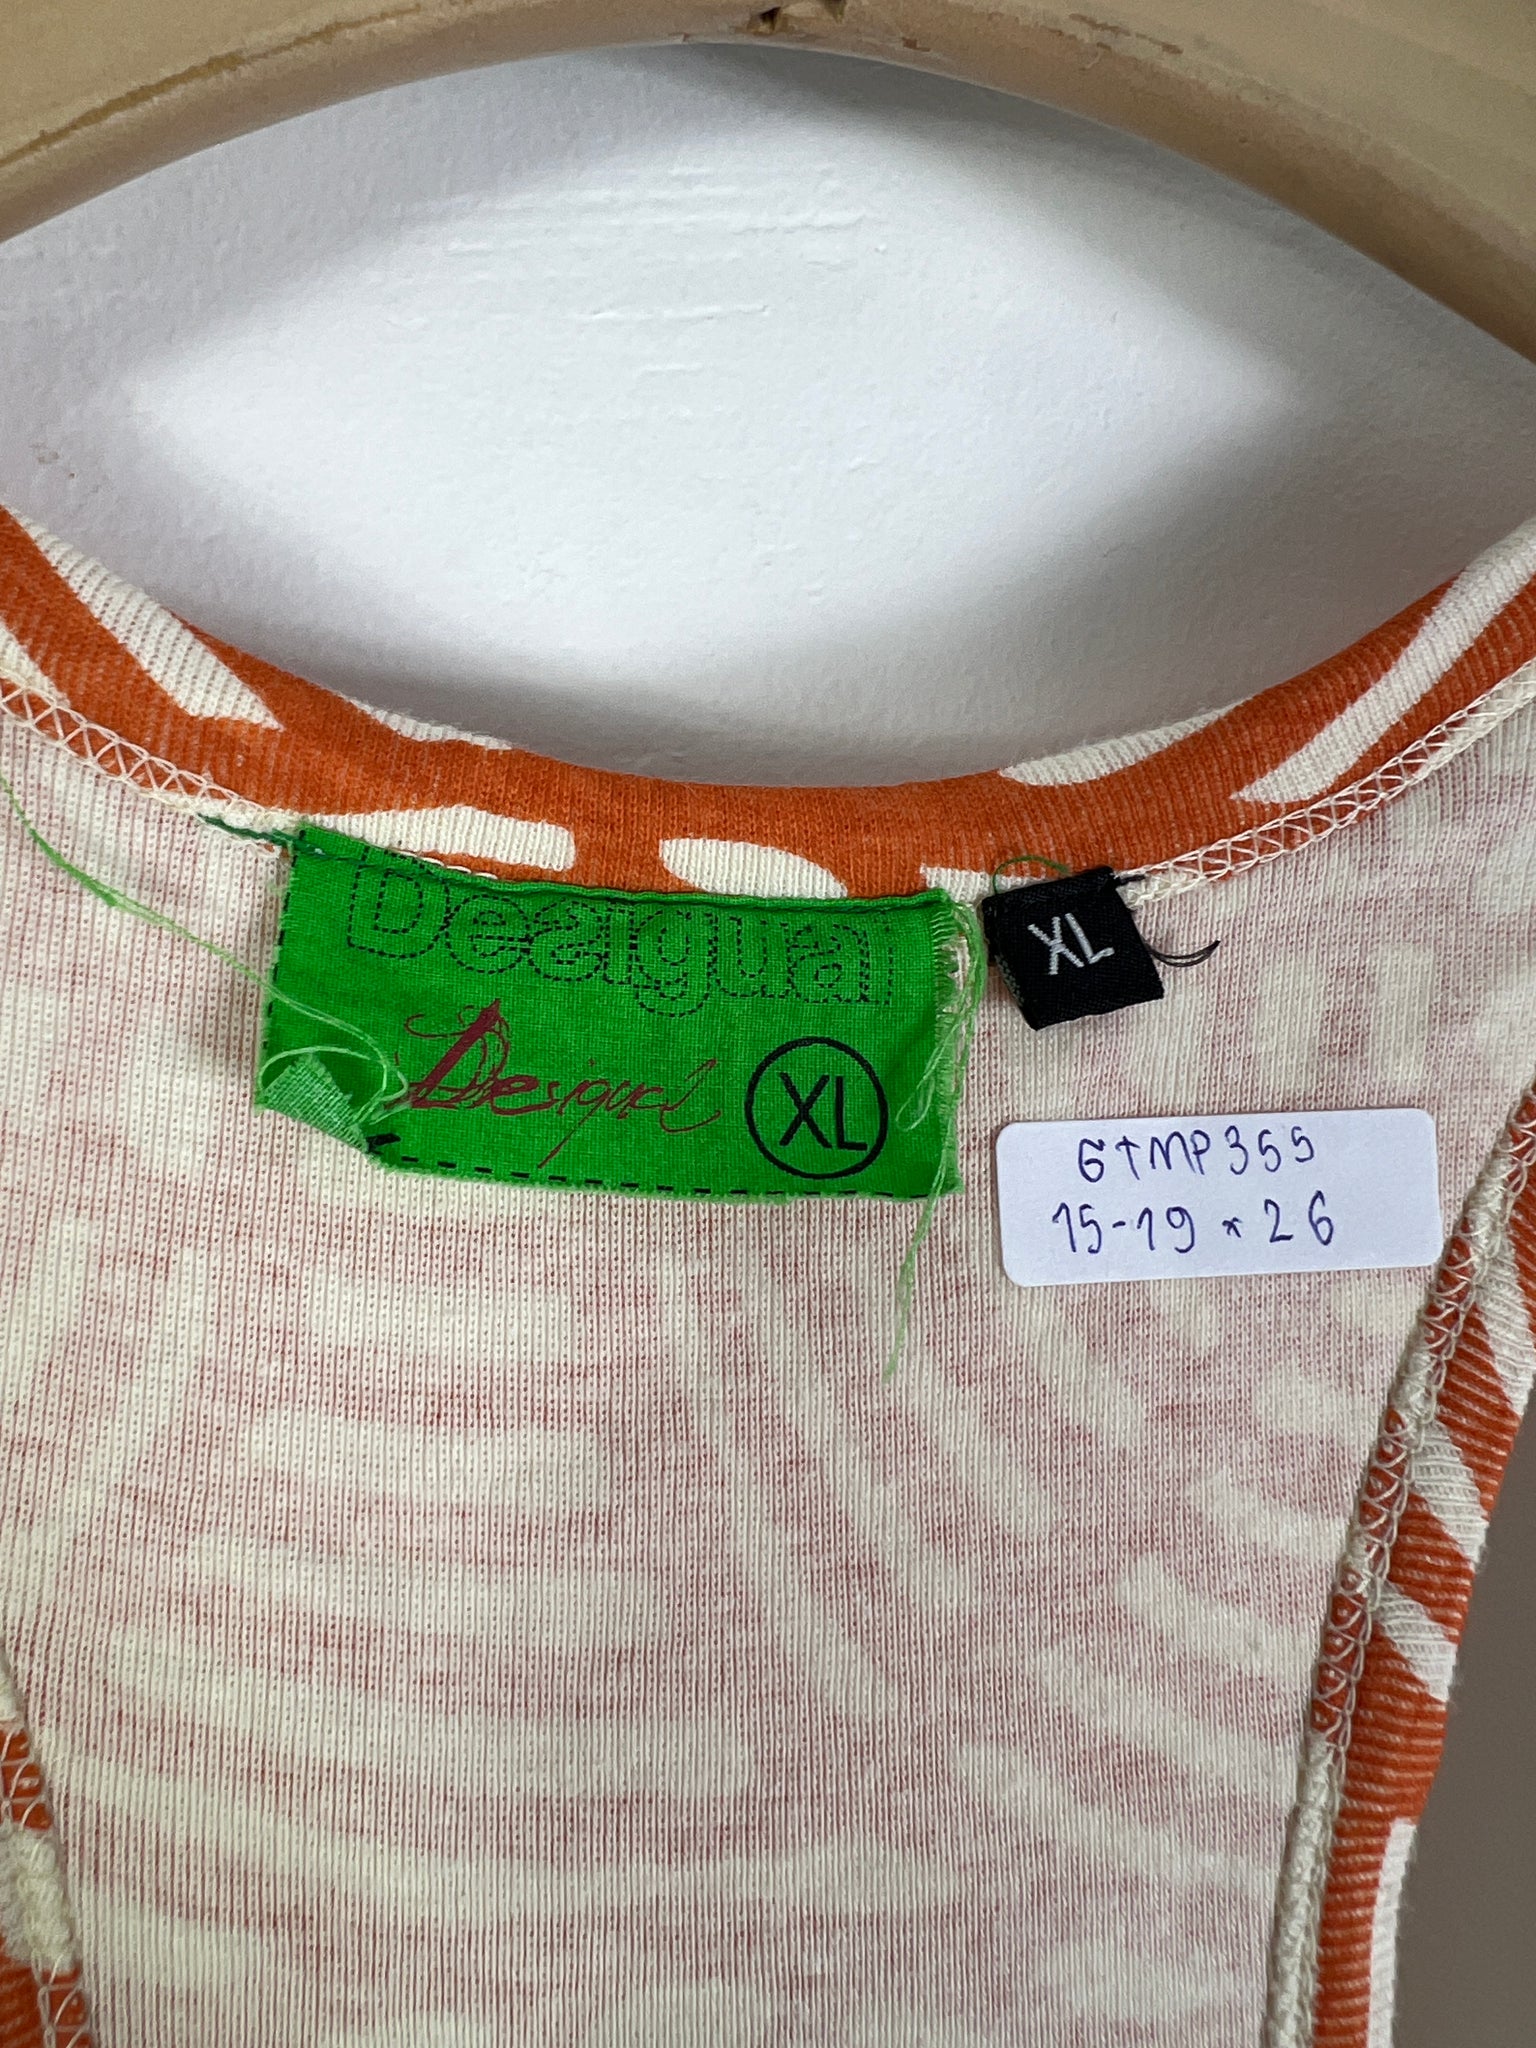 Desigual
Desigual
XL
XL
GTMP355
15-19 * 26